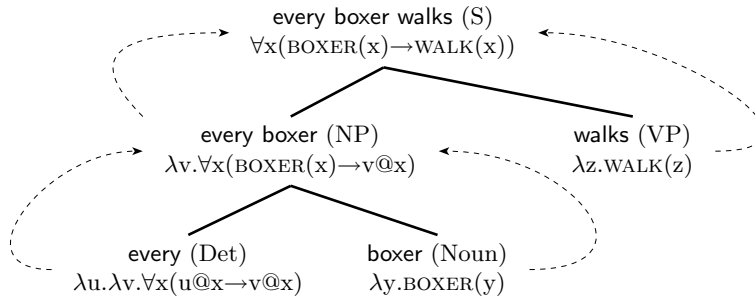 every boxer walks (S)
∀x(BOXER(x)→WALK(x))
every boxer (NP)
λv.∀x(BOXER(x)→v@x)
walks (VP)
λz.WALK(z)
every (Det)
λu.λv.∀x(u@x→v@x)
boxer (Noun)
λy.BOXER(y)